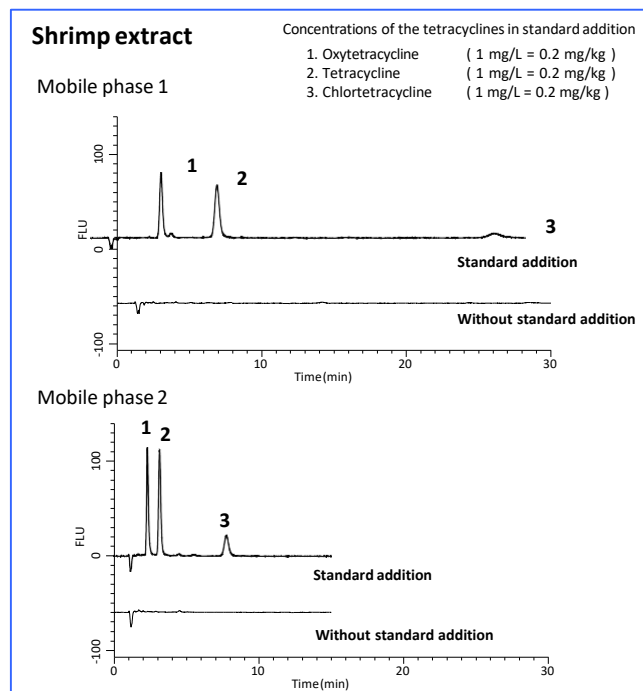 Shrimp extract
Concentrations of the tetracyclines in standard addition
1. Oxytetracycline ( 1 mg/L = 0.2 mg/kg )
2. Tetracycline ( 1 mg/L = 0.2 mg/kg )
3. Chlortetracycline ( 1 mg/L = 0.2 mg/kg )
Mobile phase 1
100
1 2
3
FLU
0
Standard addition
Without standard addition
-100
0 10 20 30
Time(min)
Mobile phase 2
1 2
100
3
FLU
0
Standard addition
Without standard addition
-100
0 10 20 30
Time(min)